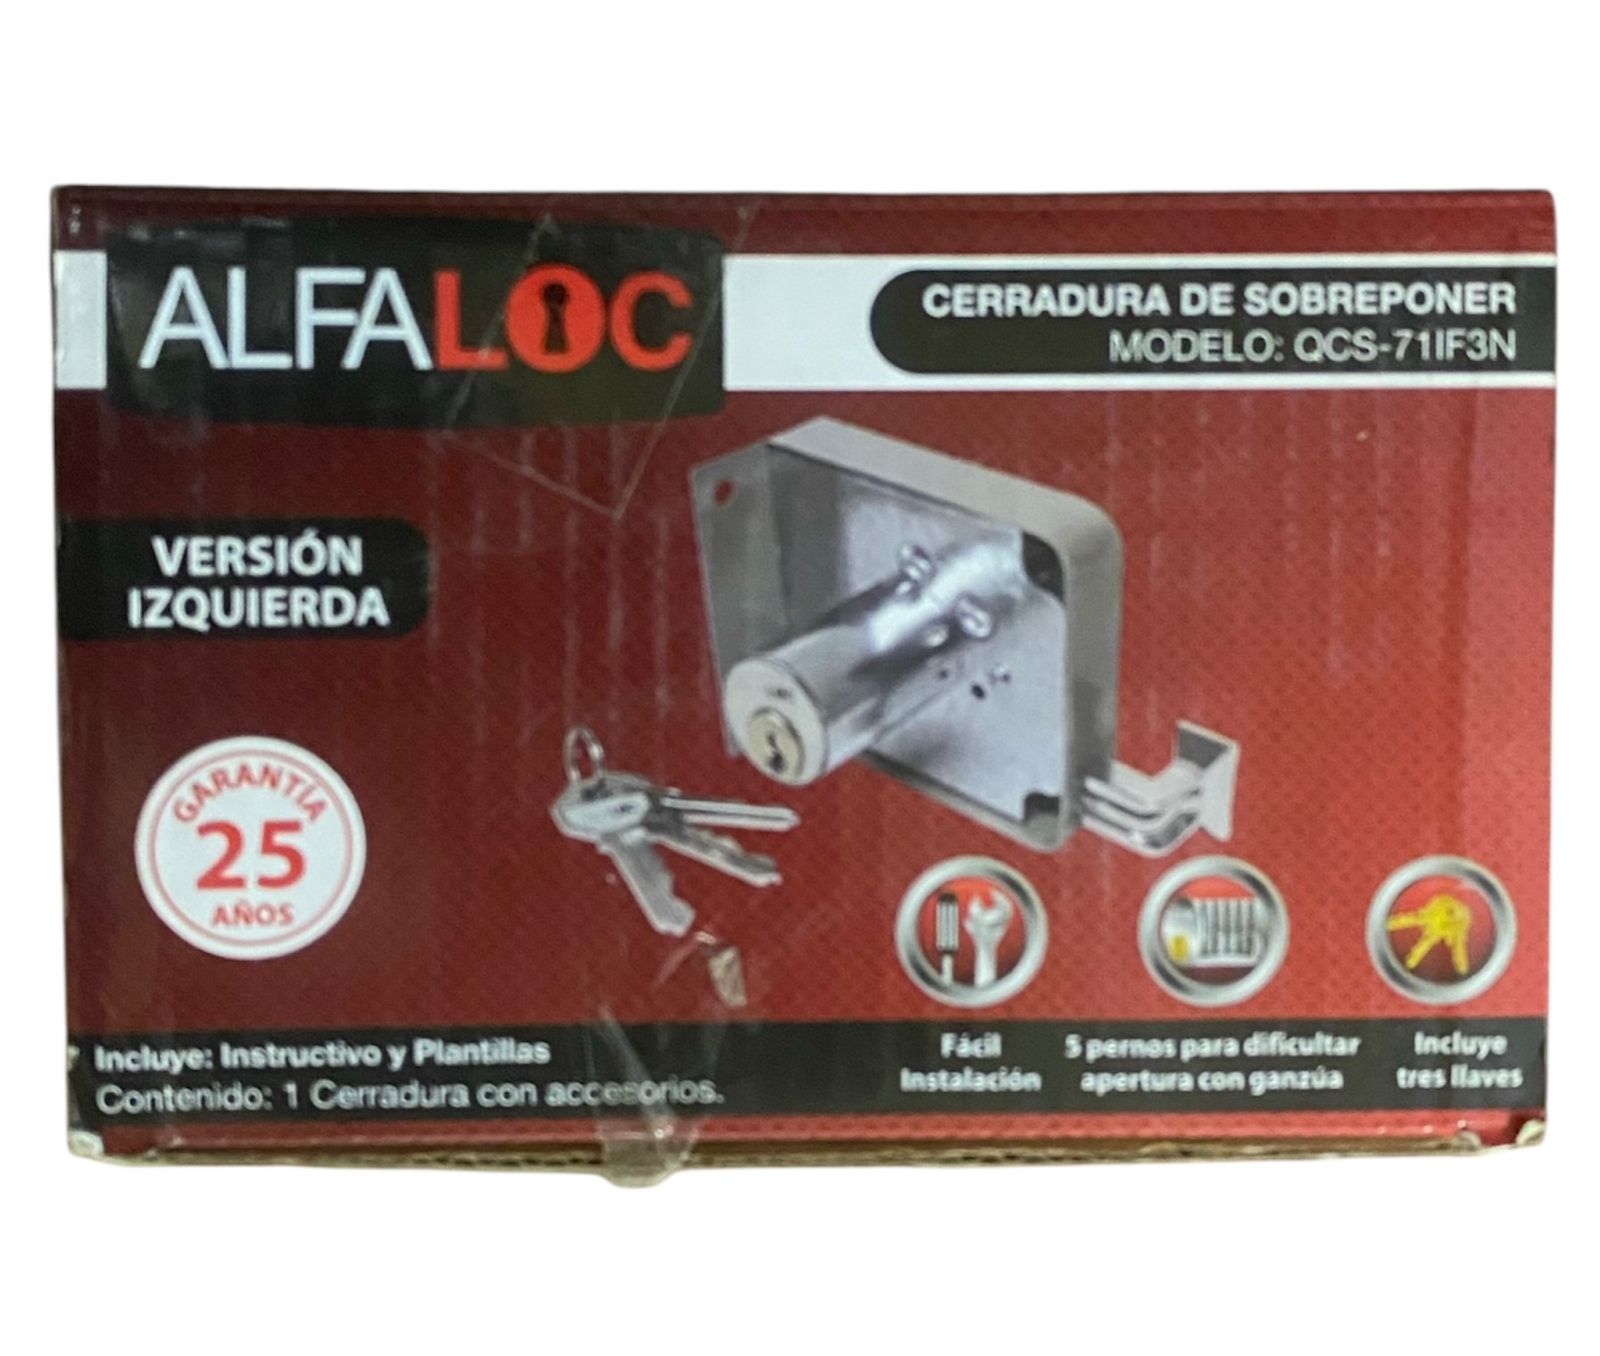 ALFALOC
CERRADURA DE SOBREPONER
MODELO: QCS-71IF3N
VERSIÓN
IZQUIERDA
GARANTÍA
25
AÑOS
Incluye: Instructivo y Plantillas
Contenido: 1 Cerradura con accesorios.
Fácil
Instalación
5 pernos para dificultar
apertura con ganzúa
Incluye
tres llaves